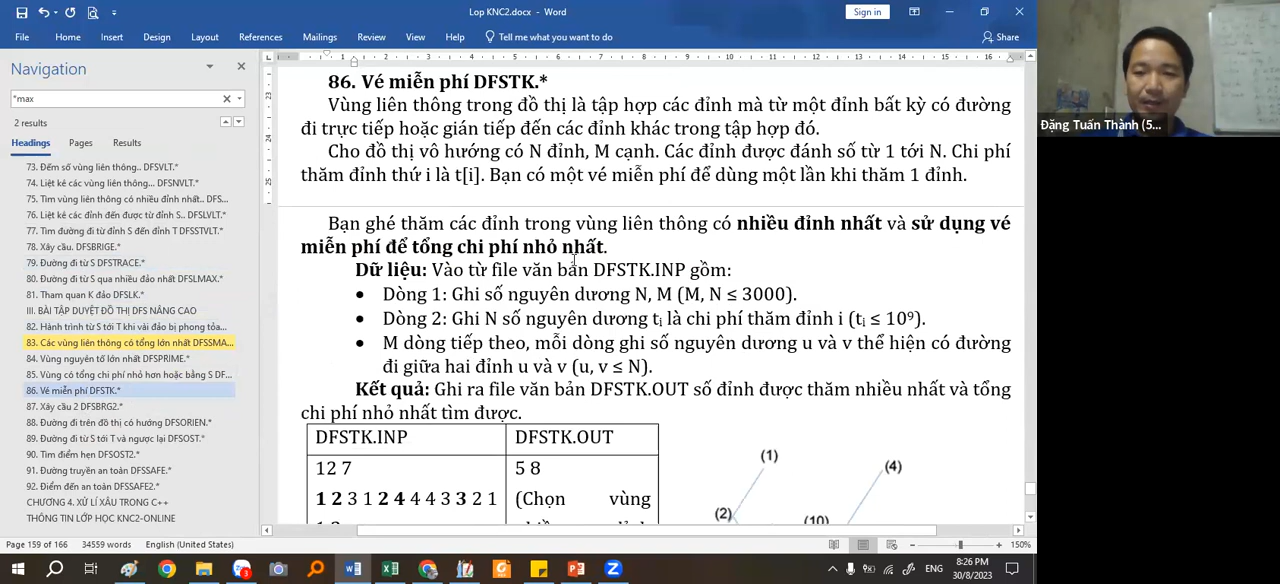 Lop KNC2.docx - Word
Sign in
File Home Insert Design Layout References Mailings Review View Help Tell me what you want to do Share
Navigation
*max
2 results
Headings Pages Results
73. Đếm số vùng liên thông.. DFSVLT.*
74. Liệt kê các vùng liên thông... DFSNVLT.*
75. Tìm vùng liên thông có nhiều đỉnh nhất.. DFS...
76. Liệt kê các đỉnh đến được từ đỉnh S.. DFSLVLT.*
77. Tìm đường đi từ đỉnh S đến đỉnh T DFSSTVLT.*
78. Xây cầu. DFSBRIGE.*
79. Đường đi từ S DFSTRACE.*
80. Đường đi từ S qua nhiều đảo nhất DFSLMAX.*
81. Tham quan K đảo DFSLK.*
III. BÀI TẬP DUYỆT ĐỒ THỊ DFS NÂNG CAO
82. Hành trình từ S tới T khi vài đảo bị phong tỏa...
83. Các vùng liên thông có tổng lớn nhất DFSSMA...
84. Vùng nguyên tố lớn nhất DFSPRIME.*
85. Vùng có tổng chi phí nhỏ hơn hoặc bằng S DF...
86. Vé miễn phí DFSTK.*
87. Xây cầu 2 DFSBRG2.*
88. Đường đi trên đồ thị có hướng DFSORIEN.*
89. Đường đi từ S tới T và ngược lại DFSOST.*
90. Tìm điểm hẹn DFSOST2.*
91. Đường truyền an toàn DFSSAFE.*
92. Điểm đến an toàn DFSSAFE2.*
CHƯƠNG 4. XỬ LÍ XÂU TRONG C++
THÔNG TIN LỚP HỌC KNC2-ONLINE
86. Vé miễn phí DFSTK.*
Vùng liên thông trong đồ thị là tập hợp các đỉnh mà từ một đỉnh bất kỳ có đường
đi trực tiếp hoặc gián tiếp đến các đỉnh khác trong tập hợp đó.
Cho đồ thị vô hướng có N đỉnh, M cạnh. Các đỉnh được đánh số từ 1 tới N. Chi phí
thăm đỉnh thứ i là t[i]. Bạn có một vé miễn phí để dùng một lần khi thăm 1 đỉnh.
Bạn ghé thăm các đỉnh trong vùng liên thông có nhiều đỉnh nhất và sử dụng vé
miễn phí để tổng chi phí nhỏ nhất.
Dữ liệu: Vào từ file văn bản DFSTK.INP gồm:
• Dòng 1: Ghi số nguyên dương N, M (M, N ≤ 3000).
• Dòng 2: Ghi N số nguyên dương tᵢ là chi phí thăm đỉnh i (tᵢ ≤ 10⁹).
• M dòng tiếp theo, mỗi dòng ghi số nguyên dương u và v thể hiện có đường
đi giữa hai đỉnh u và v (u, v ≤ N).
Kết quả: Ghi ra file văn bản DFSTK.OUT số đỉnh được thăm nhiều nhất và tổng
chi phí nhỏ nhất tìm được.
DFSTK.INP DFSTK.OUT
12 7 5 8
1 2 3 1 2 4 4 4 3 3 2 1 (Chọn vùng
(1)
(4)
(2)
(10)
Đặng Tuấn Thành (5...
Page 159 of 166 34559 words English (United States) 150%
ENG
8:26 PM
30/8/2023